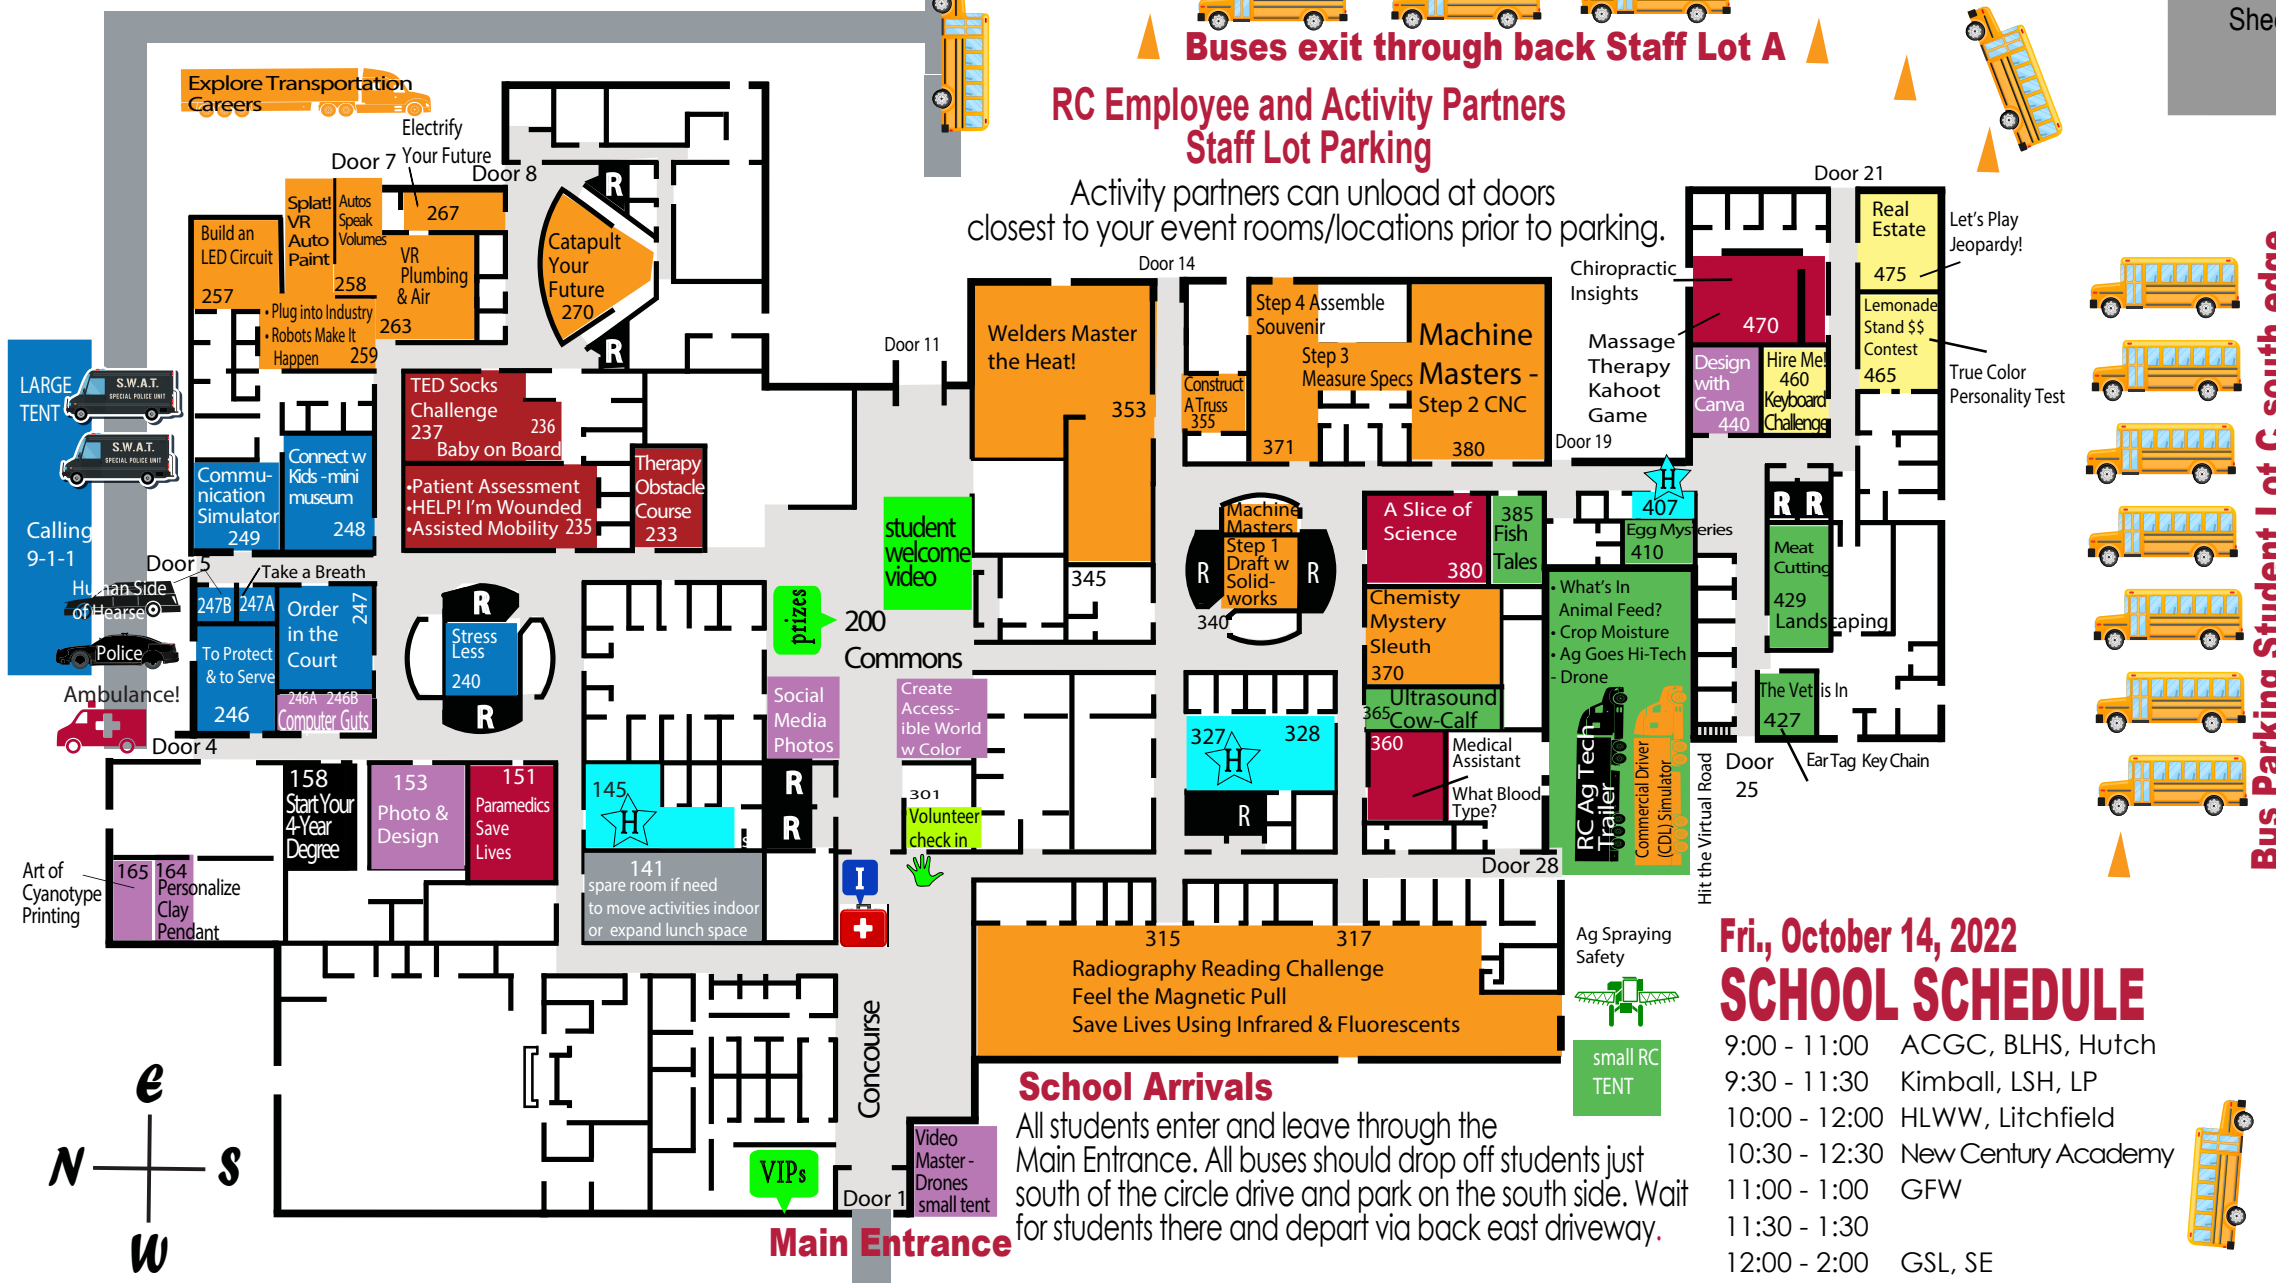 Shed
Buses exit through back Staff Lot A
RC Employee and Activity Partners
Staff Lot Parking
Activity partners can unload at doors
closest to your event rooms/locations prior to parking.
Explore Transportation
Careers
Electrify
Your Future
Door 7
Door 8
267
Splat!
VR
Auto
Paint
Autos
Speak
Volumes
258
Build an
LED Circuit
257
VR
Plumbing
& Air
263
• Plug into Industry
• Robots Make It
Happen
259
Catapult
Your
Future
270
R
R
LARGE
TENT
S.W.A.T.
SPECIAL POLICE UNIT
S.W.A.T.
SPECIAL POLICE UNIT
Calling
9-1-1
Human Side
of Hearse
Police
Ambulance!
TED Socks
Challenge
237
236
Baby on Board
•Patient Assessment
•HELP! I'm Wounded
•Assisted Mobility 235
Therapy
Obstacle
Course
233
Commu-
nication
Simulator
249
Connect w
Kids -mini
museum
248
Door 5
Take a Breath
247B
247A
Order
in the
Court
247
To Protect
& to Serve
246
246A 246B
Computer Guts
Door 4
R
Stress
Less
240
R
158
Start Your
4-Year
Degree
153
Photo &
Design
151
Paramedics
Save
Lives
Art of
Cyanotype
Printing
165
164
Personalize
Clay
Pendant
145
H
141
spare room if need
to move activities indoor
or expand lunch space
Door 11
student
welcome
video
prizes
200
Commons
Social
Media
Photos
Create
Access-
ible World
w Color
R
R
301
Volunteer
check in
I
Concourse
VIPs
Door 1
Main Entrance
Video
Master -
Drones
small tent
Door 14
Welders Master
the Heat!
353
345
Construct
A Truss
355
Step 4 Assemble
Souvenir
371
Step 3
Measure Specs
Machine
Masters -
Step 2 CNC
380
Machine
Masters
Step 1
Draft w
Solid-
works
R
R
340
327
H
328
R
A Slice of
Science
380
385
Fish
Tales
Chemisty
Mystery
Sleuth
370
Ultrasound
365
Cow-Calf
360
Medical
Assistant
What Blood
Type?
Door 19
H
407
Egg Mysteries
410
• What's In
Animal Feed?
• Crop Moisture
• Ag Goes Hi-Tech
- Drone
RC Ag Tech
Trailer
Commercial Driver
(CDL) Simulator
Door 28
Hit the Virtual Road
Door 21
Chiropractic
Insights
Massage
Therapy
Kahoot
Game
470
Design
with
Canva
440
Hire Me!
460
Keyboard
Challenge
Real
Estate
475
Let's Play
Jeopardy!
Lemonade
Stand $$
Contest
465
True Color
Personality Test
R R
Meat
Cutting
429
Landscaping
The Vet is In
427
Ear Tag Key Chain
Door
25
315
317
Radiography Reading Challenge
Feel the Magnetic Pull
Save Lives Using Infrared & Fluorescents
Ag Spraying
Safety
small RC
TENT
Bus Parking Student Lot C south edge
E
N
S
W
School Arrivals
All students enter and leave through the
Main Entrance. All buses should drop off students just
south of the circle drive and park on the south side. Wait
for students there and depart via back east driveway.
Fri., October 14, 2022
SCHOOL SCHEDULE
9:00 - 11:00 ACGC, BLHS, Hutch
9:30 - 11:30 Kimball, LSH, LP
10:00 - 12:00 HLWW, Litchfield
10:30 - 12:30 New Century Academy
11:00 - 1:00 GFW
11:30 - 1:30
12:00 - 2:00 GSL, SE